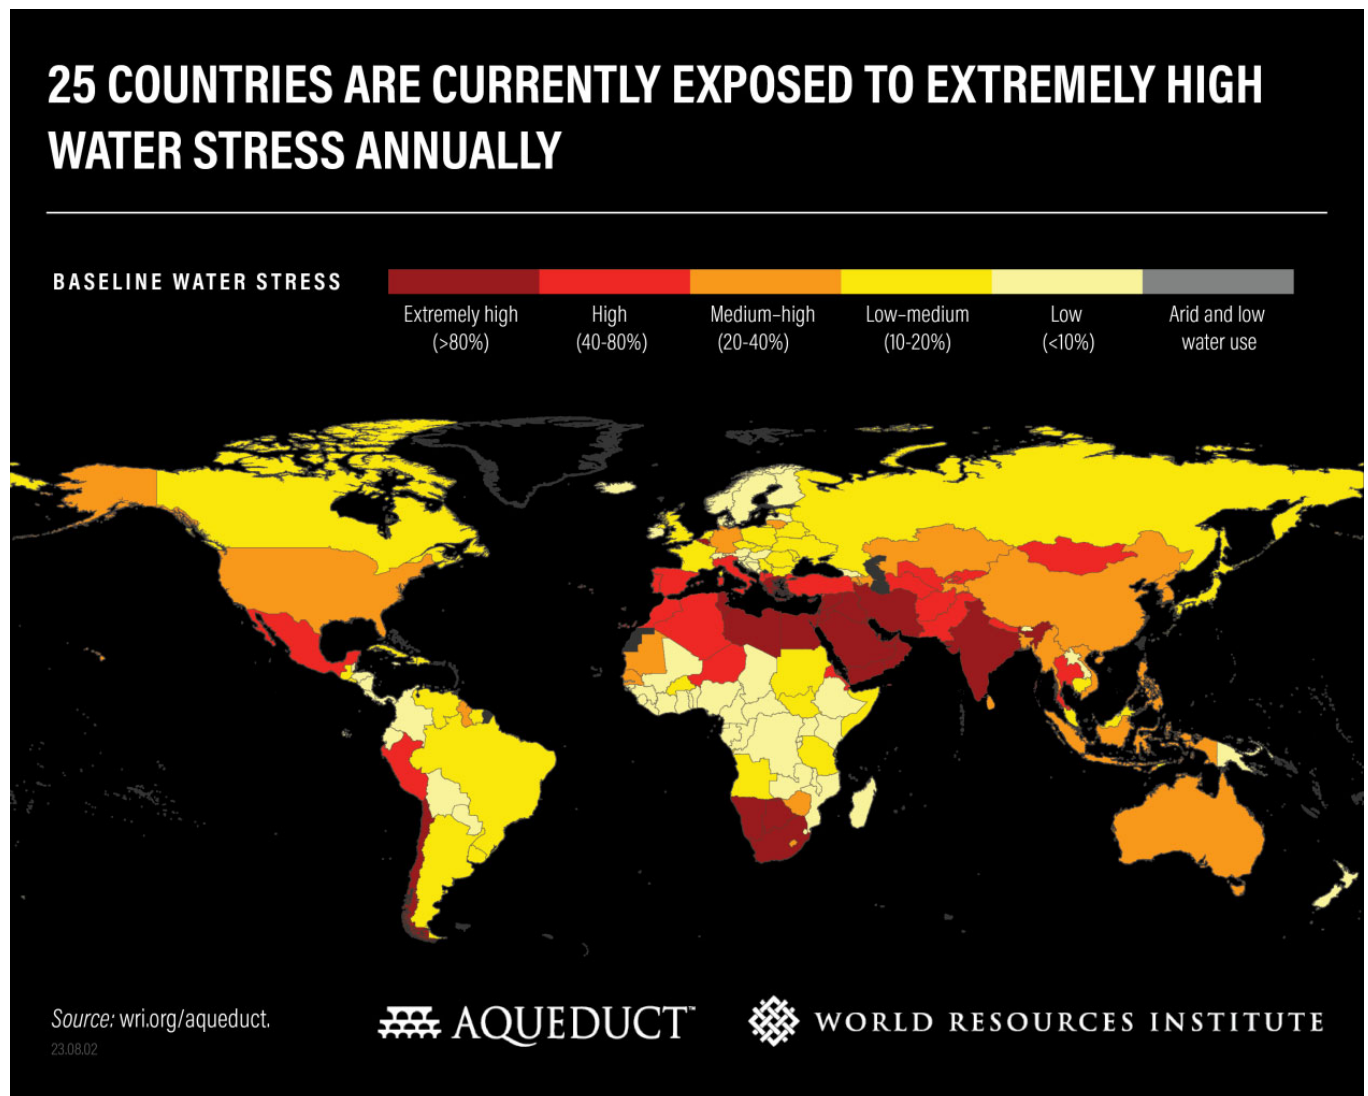 25 COUNTRIES ARE CURRENTLY EXPOSED TO EXTREMELY HIGH
WATER STRESS ANNUALLY
BASELINE WATER STRESS
Extremely high
(>80%)
High
(40-80%)
Medium–high
(20-40%)
Low–medium
(10-20%)
Low
(<10%)
Arid and low
water use
Source: wri.org/aqueduct.
23.08.02
AQUEDUCT™
WORLD RESOURCES INSTITUTE